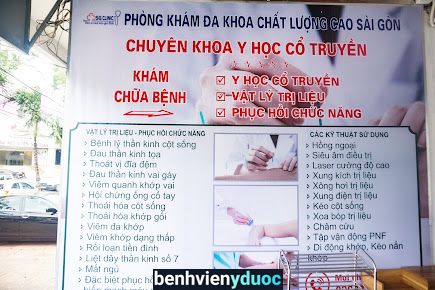 SG CLINIC
PHÒNG KHÁM ĐA KHOA CHẤT LƯỢNG CAO SÀI GÒN
CHUYÊN KHOA Y HỌC CỔ TRUYỀN
KHÁM
CHỮA BỆNH
Y HỌC CỔ TRUYỀN
VẬT LÝ TRỊ LIỆU
PHỤC HỒI CHỨC NĂNG
VẬT LÝ TRỊ LIỆU - PHỤC HỒI CHỨC NĂNG
Bệnh lý thần kinh cột sống
Đau thần kinh tọa
Thoát vị đĩa đệm
Đau thần kinh vai gáy
Viêm quanh khớp vai
Hội chứng ống cổ tay
Thoái hóa cột sống
Thoái hóa khớp gối
Viêm đa khớp
Viêm khớp dạng thấp
Rối loạn tiền đình
Liệt dây thần kinh số 7
Mất ngủ
Đặc biệt phục hồi
CÁC KỸ THUẬT SỬ DỤNG
- Hồng ngoại
- Siêu âm điều trị
- Laser cường độ cao
- Xung kích trị liệu
- Xông hơi trị liệu
- Xung điện trị liệu
- Kéo cột sống
- Xoa bóp trị liệu
- Châm cứu
- Tập vận động PNF
- Di động khớp, Kéo nắn
khớp
benhvienyduoc